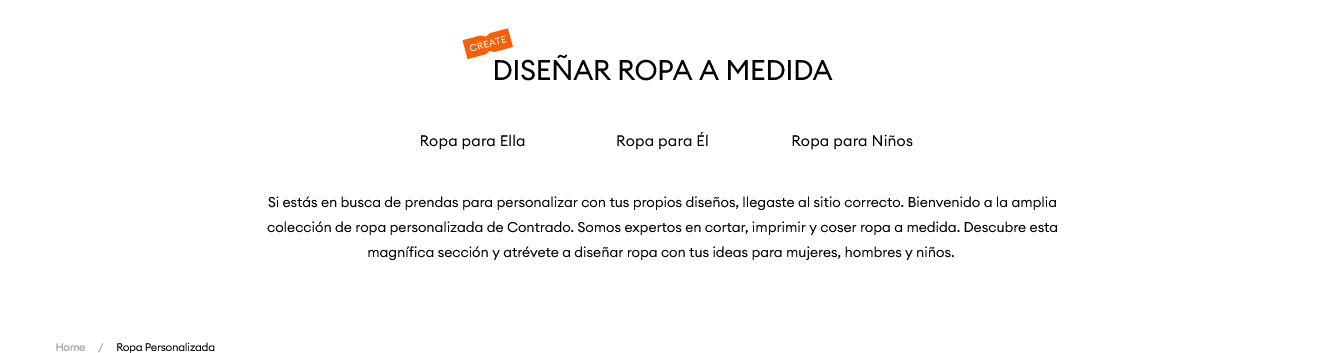 CREATE
DISEÑAR ROPA A MEDIDA
Ropa para Ella Ropa para Él Ropa para Niños
Si estás en busca de prendas para personalizar con tus propios diseños, llegaste al sitio correcto. Bienvenido a la amplia
colección de ropa personalizada de Contrado. Somos expertos en cortar, imprimir y coser ropa a medida. Descubre esta
magnífica sección y atrévete a diseñar ropa con tus ideas para mujeres, hombres y niños.
Home / Ropa Personalizada